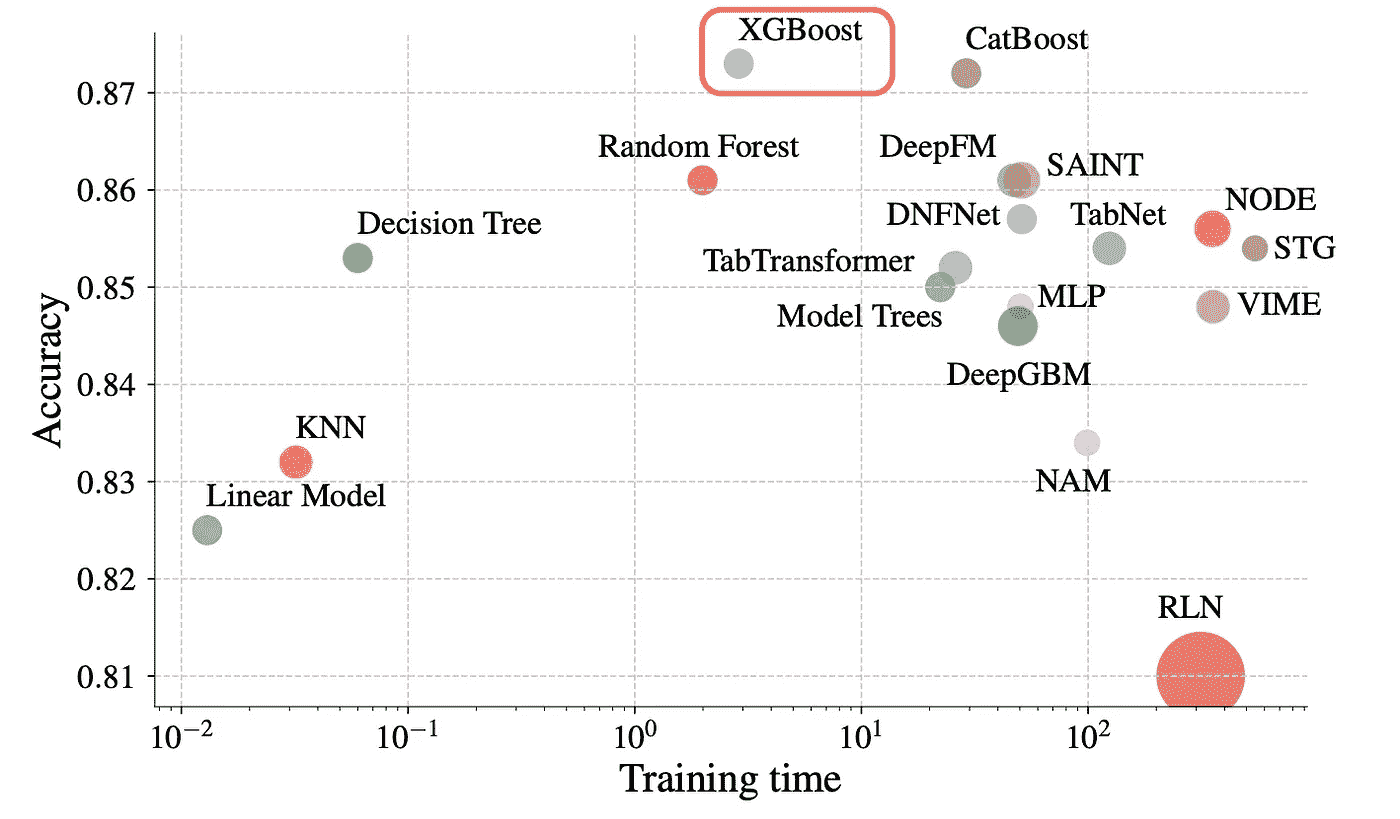 XGBoost
CatBoost
0.87
Random Forest
DeepFM
SAINT
0.86
NODE
DNFNet
TabNet
Decision Tree
STG
TabTransformer
0.85
MLP
VIME
Model Trees
DeepGBM
0.84
KNN
0.83
NAM
Linear Model
0.82
RLN
0.81
Accuracy
10⁻² 10⁻¹ 10⁰ 10¹ 10²
Training time